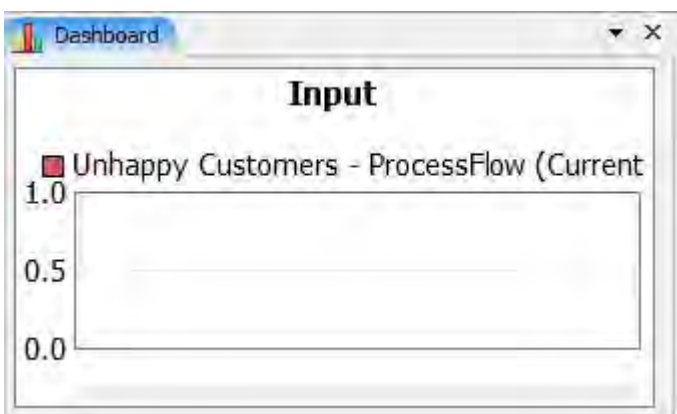 Dashboard
Input
Unhappy Customers - ProcessFlow (Current
1.0
0.5
0.0